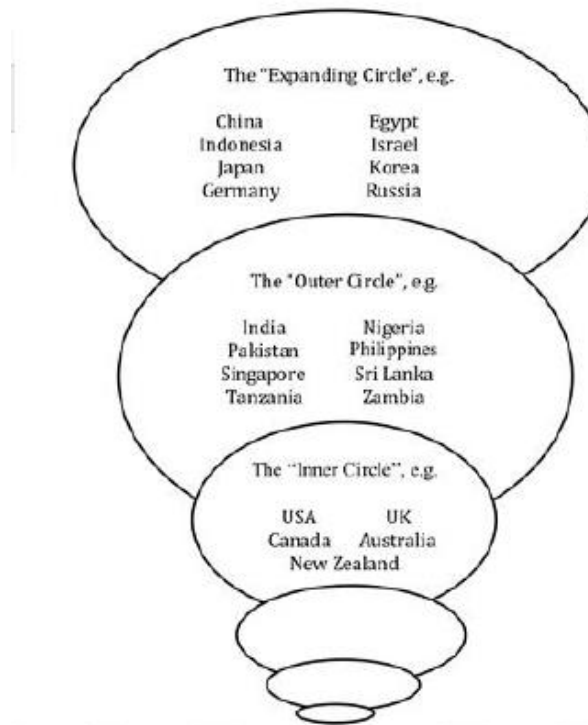 The "Expanding Circle", e.g.
China Egypt
Indonesia Israel
Japan Korea
Germany Russia
The "Outer Circle", e.g.
India Nigeria
Pakistan Philippines
Singapore Sri Lanka
Tanzania Zambia
The "Inner Circle", e.g.
USA UK
Canada Australia
New Zealand